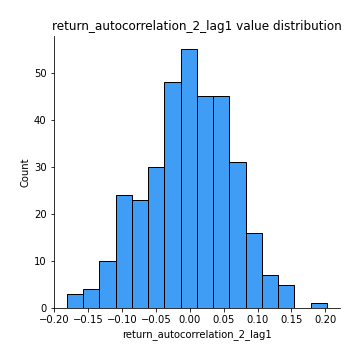 return_autocorrelation_2_lag1 value distribution
50
40
30
20
10
0
Count
−0.20 −0.15 −0.10 −0.05 0.00 0.05 0.10 0.15 0.20
return_autocorrelation_2_lag1